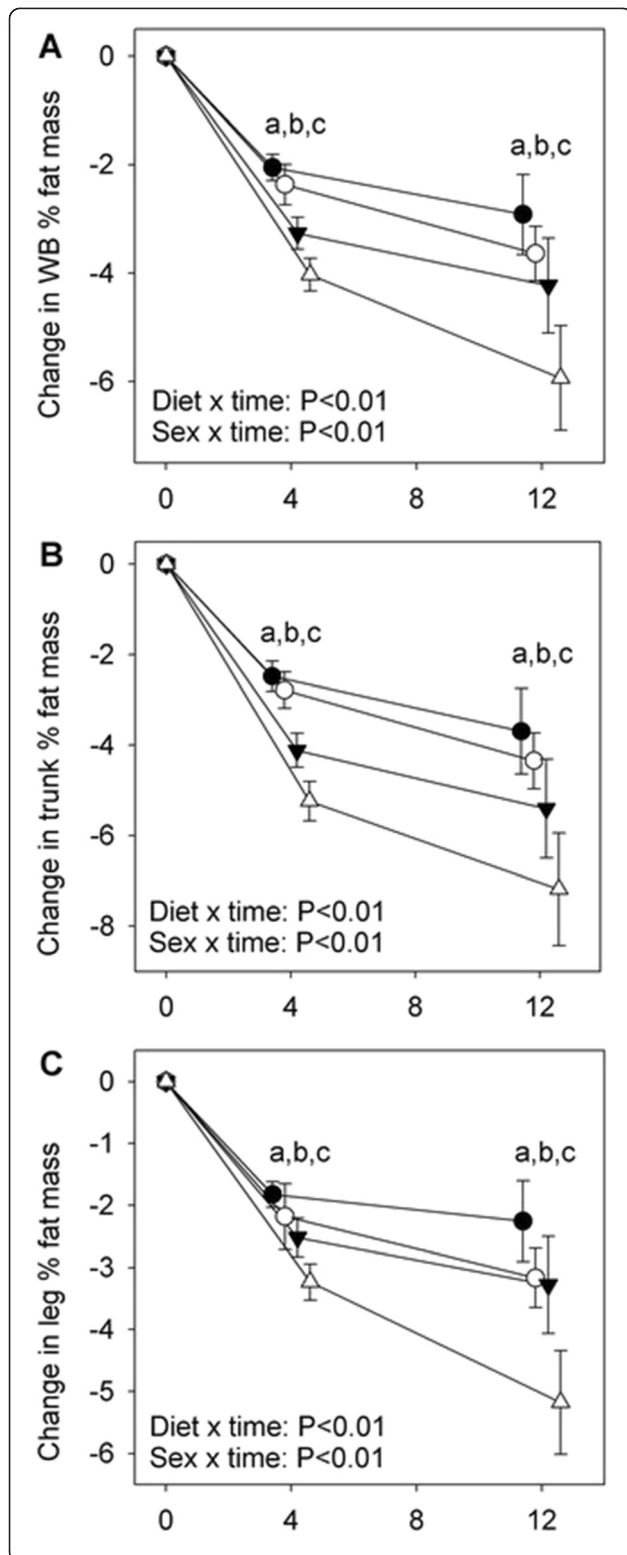 A
Change in WB % fat mass
0
-2
-4
-6
a,b,c
a,b,c
Diet x time: P<0.01
Sex x time: P<0.01
0 4 8 12
B
Change in trunk % fat mass
0
-2
-4
-6
-8
a,b,c
a,b,c
Diet x time: P<0.01
Sex x time: P<0.01
0 4 8 12
C
Change in leg % fat mass
0
-1
-2
-3
-4
-5
-6
a,b,c
a,b,c
Diet x time: P<0.01
Sex x time: P<0.01
0 4 8 12